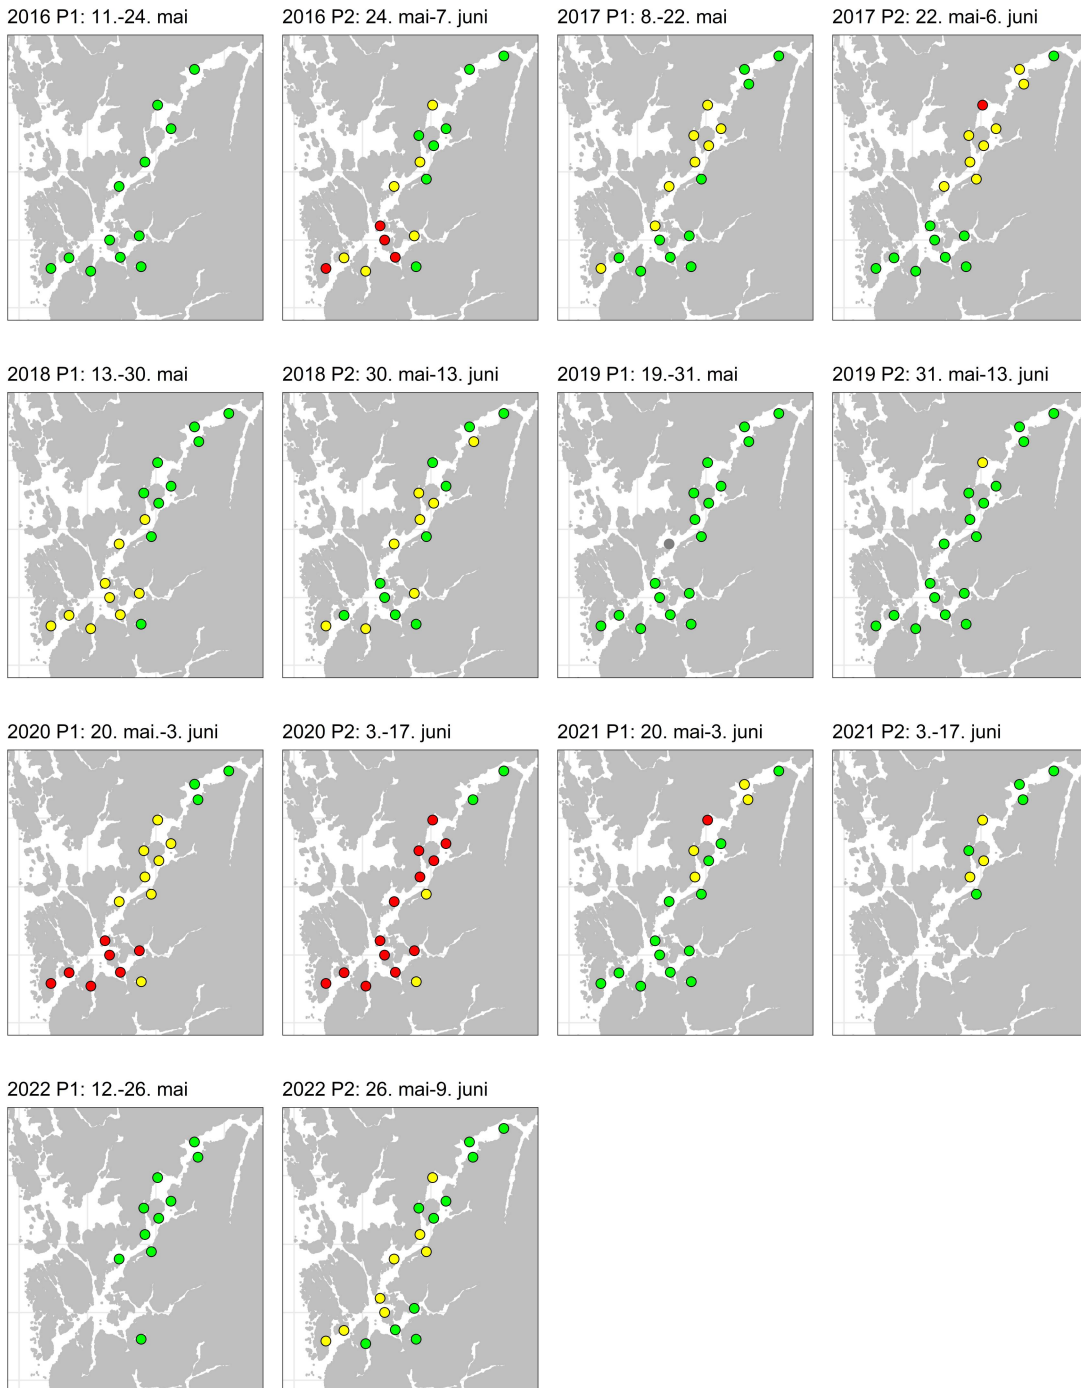 2016 P1: 11.-24. mai
2016 P2: 24. mai-7. juni
2017 P1: 8.-22. mai
2017 P2: 22. mai-6. juni
2018 P1: 13.-30. mai
2018 P2: 30. mai-13. juni
2019 P1: 19.-31. mai
2019 P2: 31. mai-13. juni
2020 P1: 20. mai.-3. juni
2020 P2: 3.-17. juni
2021 P1: 20. mai-3. juni
2021 P2: 3.-17. juni
2022 P1: 12.-26. mai
2022 P2: 26. mai-9. juni